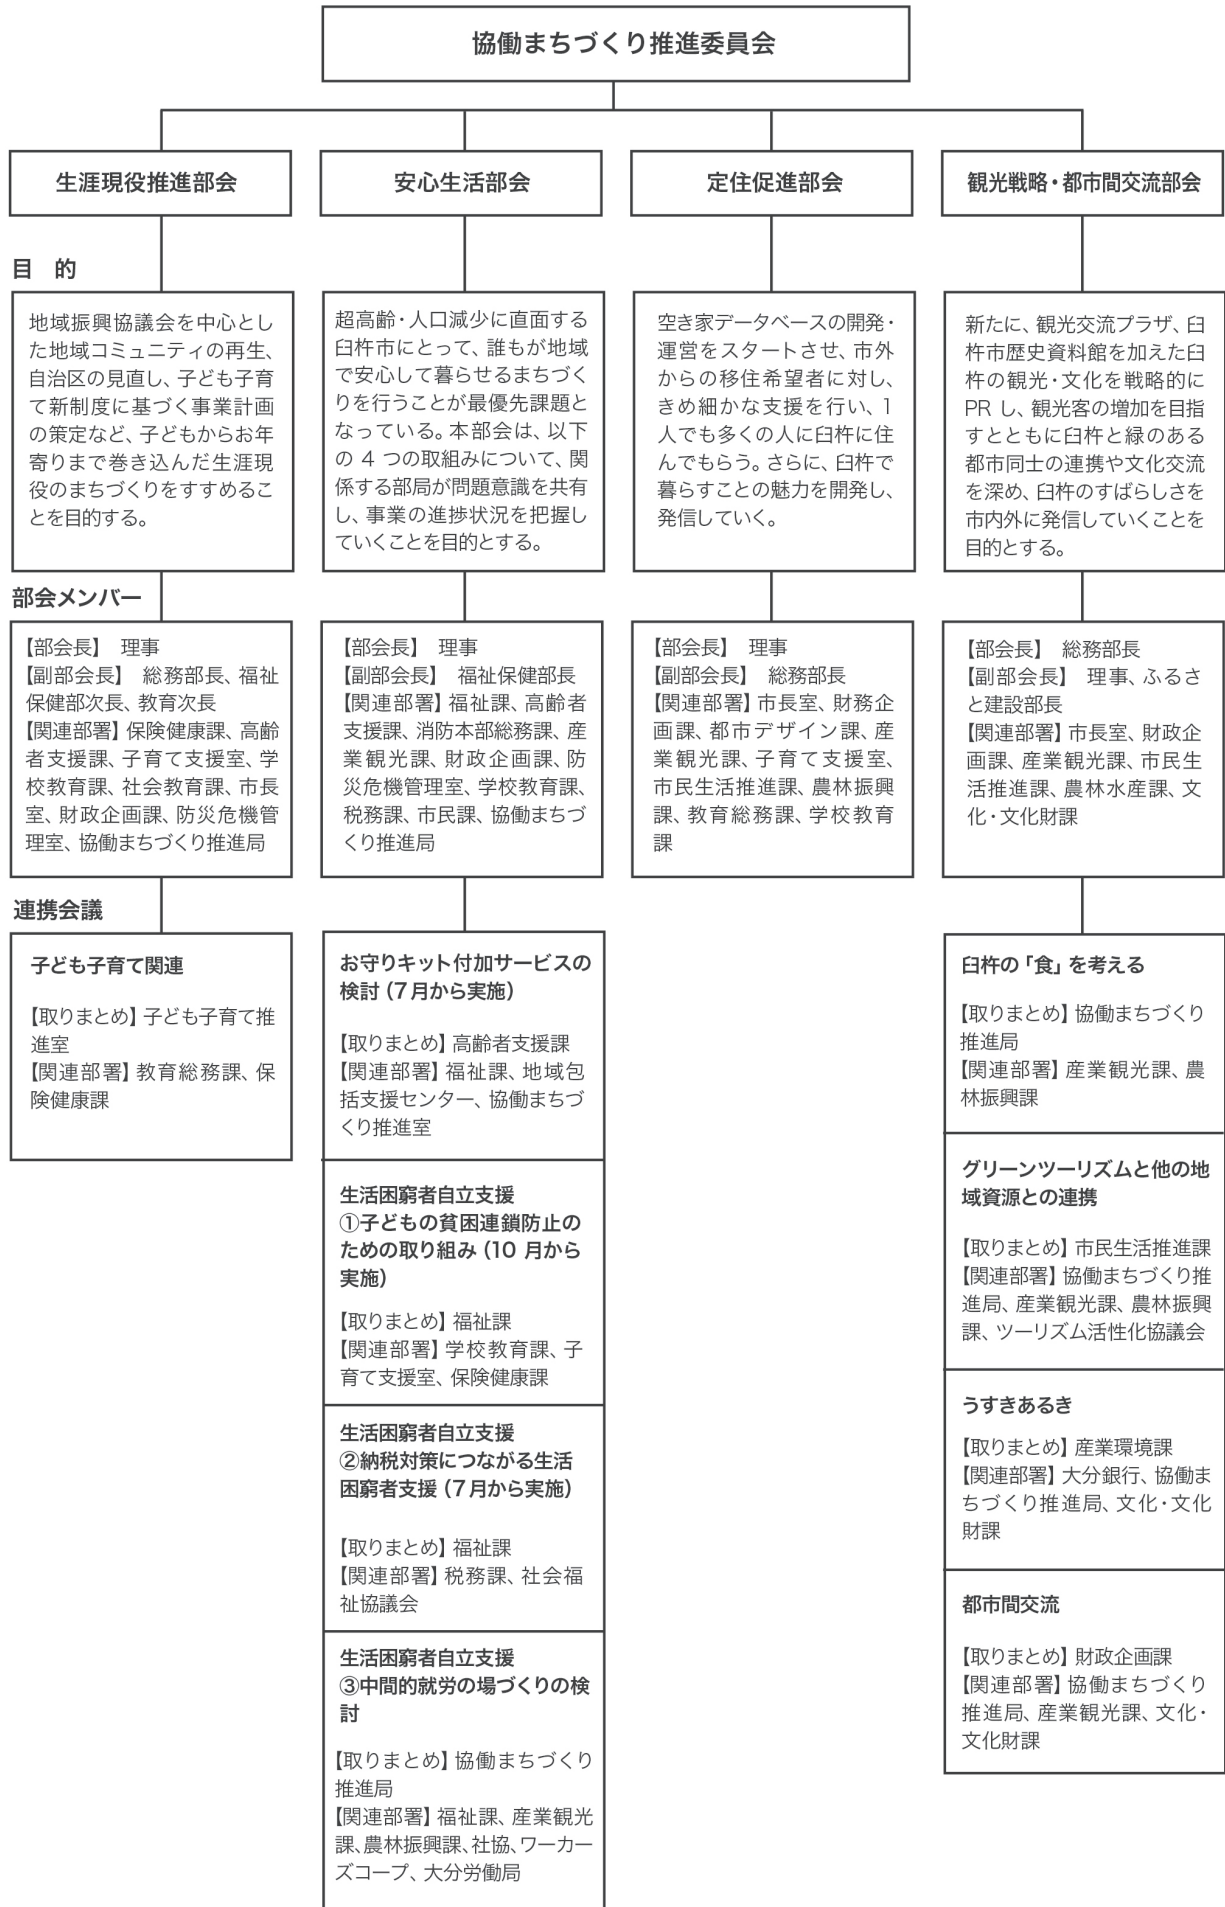 協働まちづくり推進委員会
生涯現役推進部会
安心生活部会
定住促進部会
観光戦略・都市間交流部会
目　的
地域振興協議会を中心とし
た地域コミュニティの再生、
自治区の見直し、子ども子育
て新制度に基づく事業計画
の策定など、子どもからお年
寄りまで巻き込んだ生涯現
役のまちづくりをすすめるこ
とを目的する。
超高齢・人口減少に直面する
臼杵市にとって、誰もが地域
で安心して暮らせるまちづく
りを行うことが最優先課題と
なっている。本部会は、以下
の 4 つの取組みについて、関
係する部局が問題意識を共有
し、事業の進捗状況を把握し
ていくことを目的とする。
空き家データベースの開発・
運営をスタートさせ、市外
からの移住希望者に対し、
きめ細かな支援を行い、1
人でも多くの人に臼杵に住
んでもらう。さらに、臼杵で
暮らすことの魅力を開発し、
発信していく。
新たに、観光交流プラザ、臼
杵市歴史資料館を加えた臼
杵の観光・文化を戦略的に
PR し、観光客の増加を目指
すとともに臼杵と緑のある
都市同士の連携や文化交流
を深め、臼杵のすばらしさを
市内外に発信していくことを
目的とする。
部会メンバー
【部会長】　理事
【副部会長】　総務部長、福祉
保健部次長、教育次長
【関連部署】保険健康課、高齢
者支援課、子育て支援室、学
校教育課、社会教育課、市長
室、財政企画課、防災危機管
理室、協働まちづくり推進局
【部会長】　理事
【副部会長】　福祉保健部長
【関連部署】福祉課、高齢者
支援課、消防本部総務課、産
業観光課、財政企画課、防
災危機管理室、学校教育課、
税務課、市民課、協働まちづ
くり推進局
【部会長】　理事
【副部会長】　総務部長
【関連部署】市長室、財務企
画課、都市デザイン課、産
業観光課、子育て支援室、
市民生活推進課、農林振興
課、教育総務課、学校教育
課
【部会長】　総務部長
【副部会長】　理事、ふるさ
と建設部長
【関連部署】市長室、財政企
画課、産業観光課、市民生
活推進課、農林水産課、文
化・文化財課
連携会議
子ども子育て関連
【取りまとめ】子ども子育て推
進室
【関連部署】教育総務課、保
険健康課
お守りキット付加サービスの
検討（7月から実施）
【取りまとめ】高齢者支援課
【関連部署】福祉課、地域包
括支援センター、協働まちづ
くり推進室
生活困窮者自立支援
①子どもの貧困連鎖防止の
ための取り組み（10 月から
実施）
【取りまとめ】福祉課
【関連部署】学校教育課、子
育て支援室、保険健康課
生活困窮者自立支援
②納税対策につながる生活
困窮者支援（7月から実施）
【取りまとめ】福祉課
【関連部署】税務課、社会福
祉協議会
生活困窮者自立支援
③中間的就労の場づくりの検
討
【取りまとめ】協働まちづくり
推進局
【関連部署】福祉課、産業観光
課、農林振興課、社協、ワーカー
ズコープ、大分労働局
臼杵の「食」を考える
【取りまとめ】協働まちづくり
推進局
【関連部署】産業観光課、農
林振興課
グリーンツーリズムと他の地
域資源との連携
【取りまとめ】市民生活推進課
【関連部署】協働まちづくり推
進局、産業観光課、農林振興
課、ツーリズム活性化協議会
うすきあるき
【取りまとめ】産業環境課
【関連部署】大分銀行、協働ま
ちづくり推進局、文化・文化
財課
都市間交流
【取りまとめ】財政企画課
【関連部署】協働まちづくり
推進局、産業観光課、文化・
文化財課